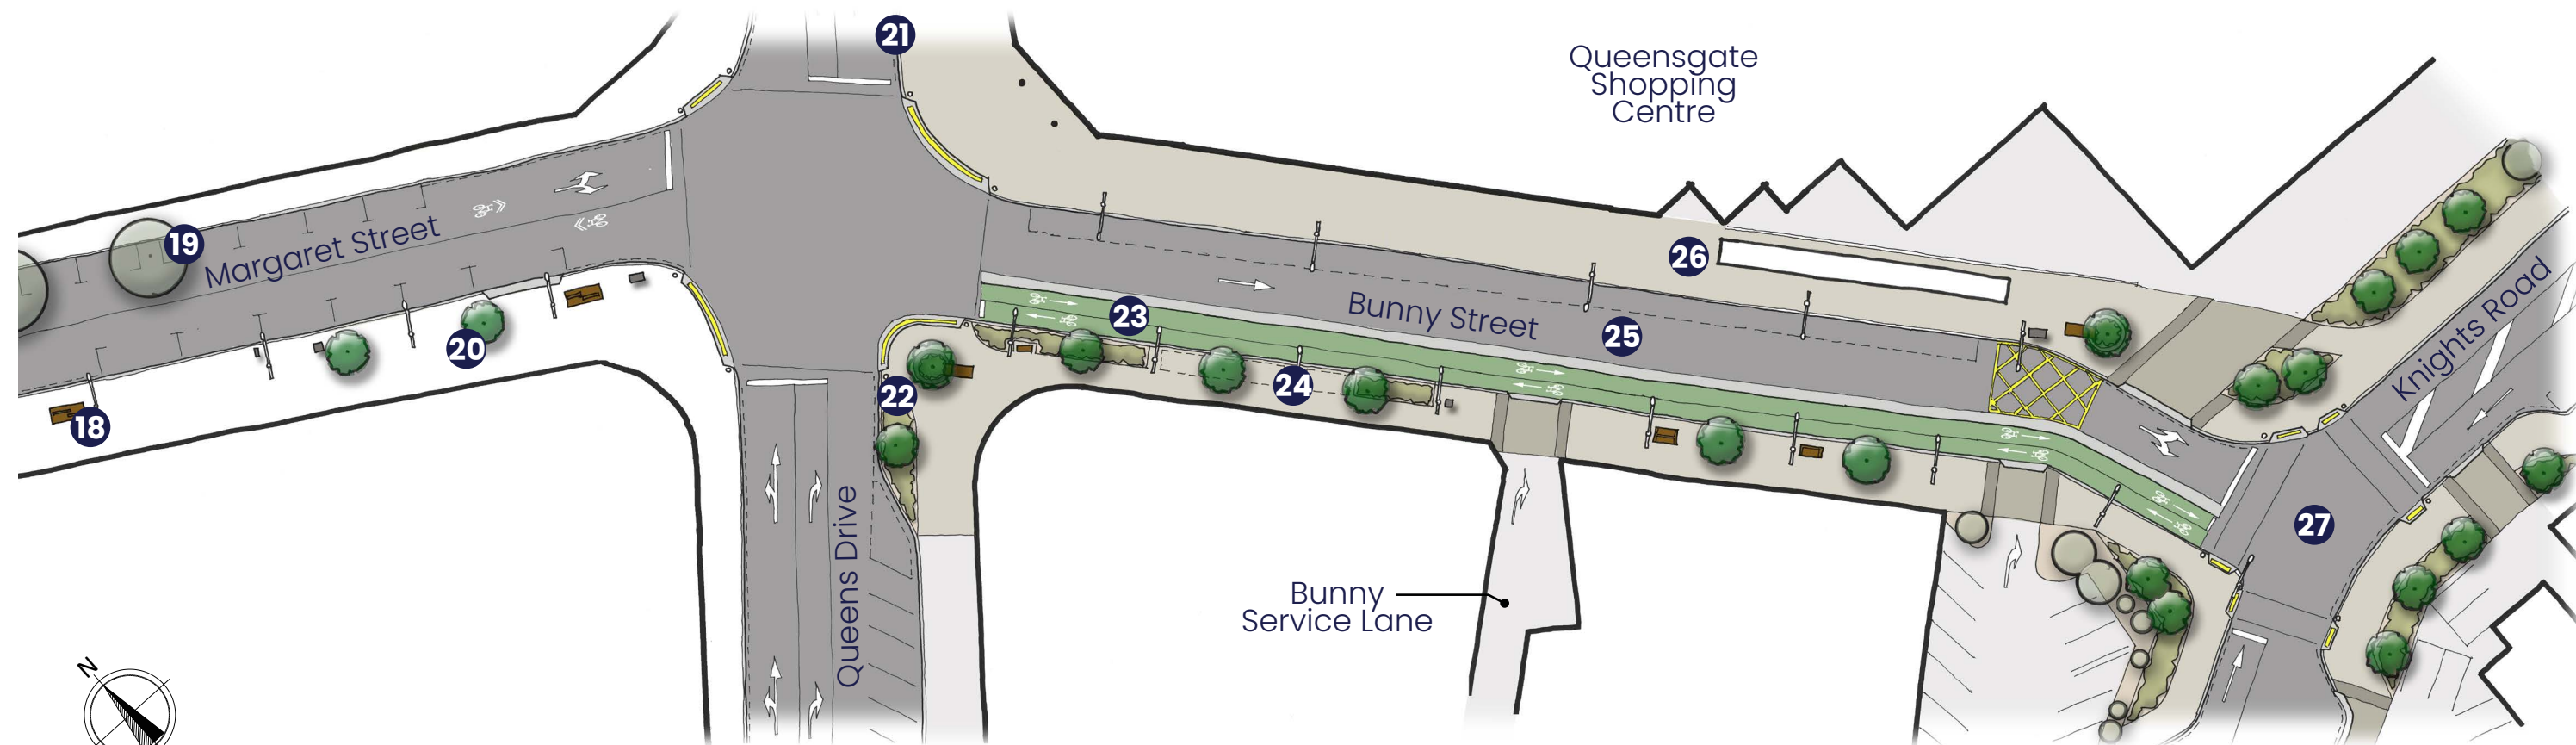 21
Queensgate
Shopping
Centre
19
Margaret Street
26
23
Bunny Street
25
20
24
22
18
Knights Road
27
Queens Drive
Bunny
Service Lane
N